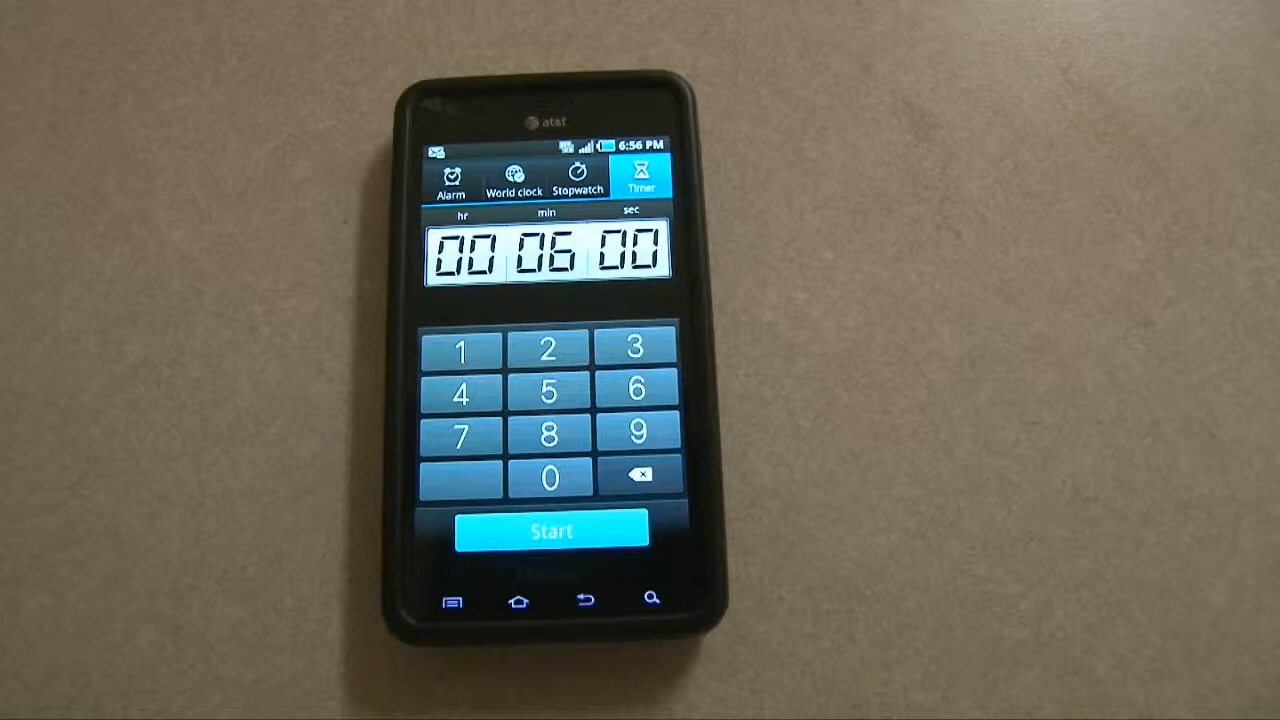 at&t
6:56 PM
Alarm World clock Stopwatch Timer
hr min sec
00 06 00
1 2 3
4 5 6
7 8 9
0
Start